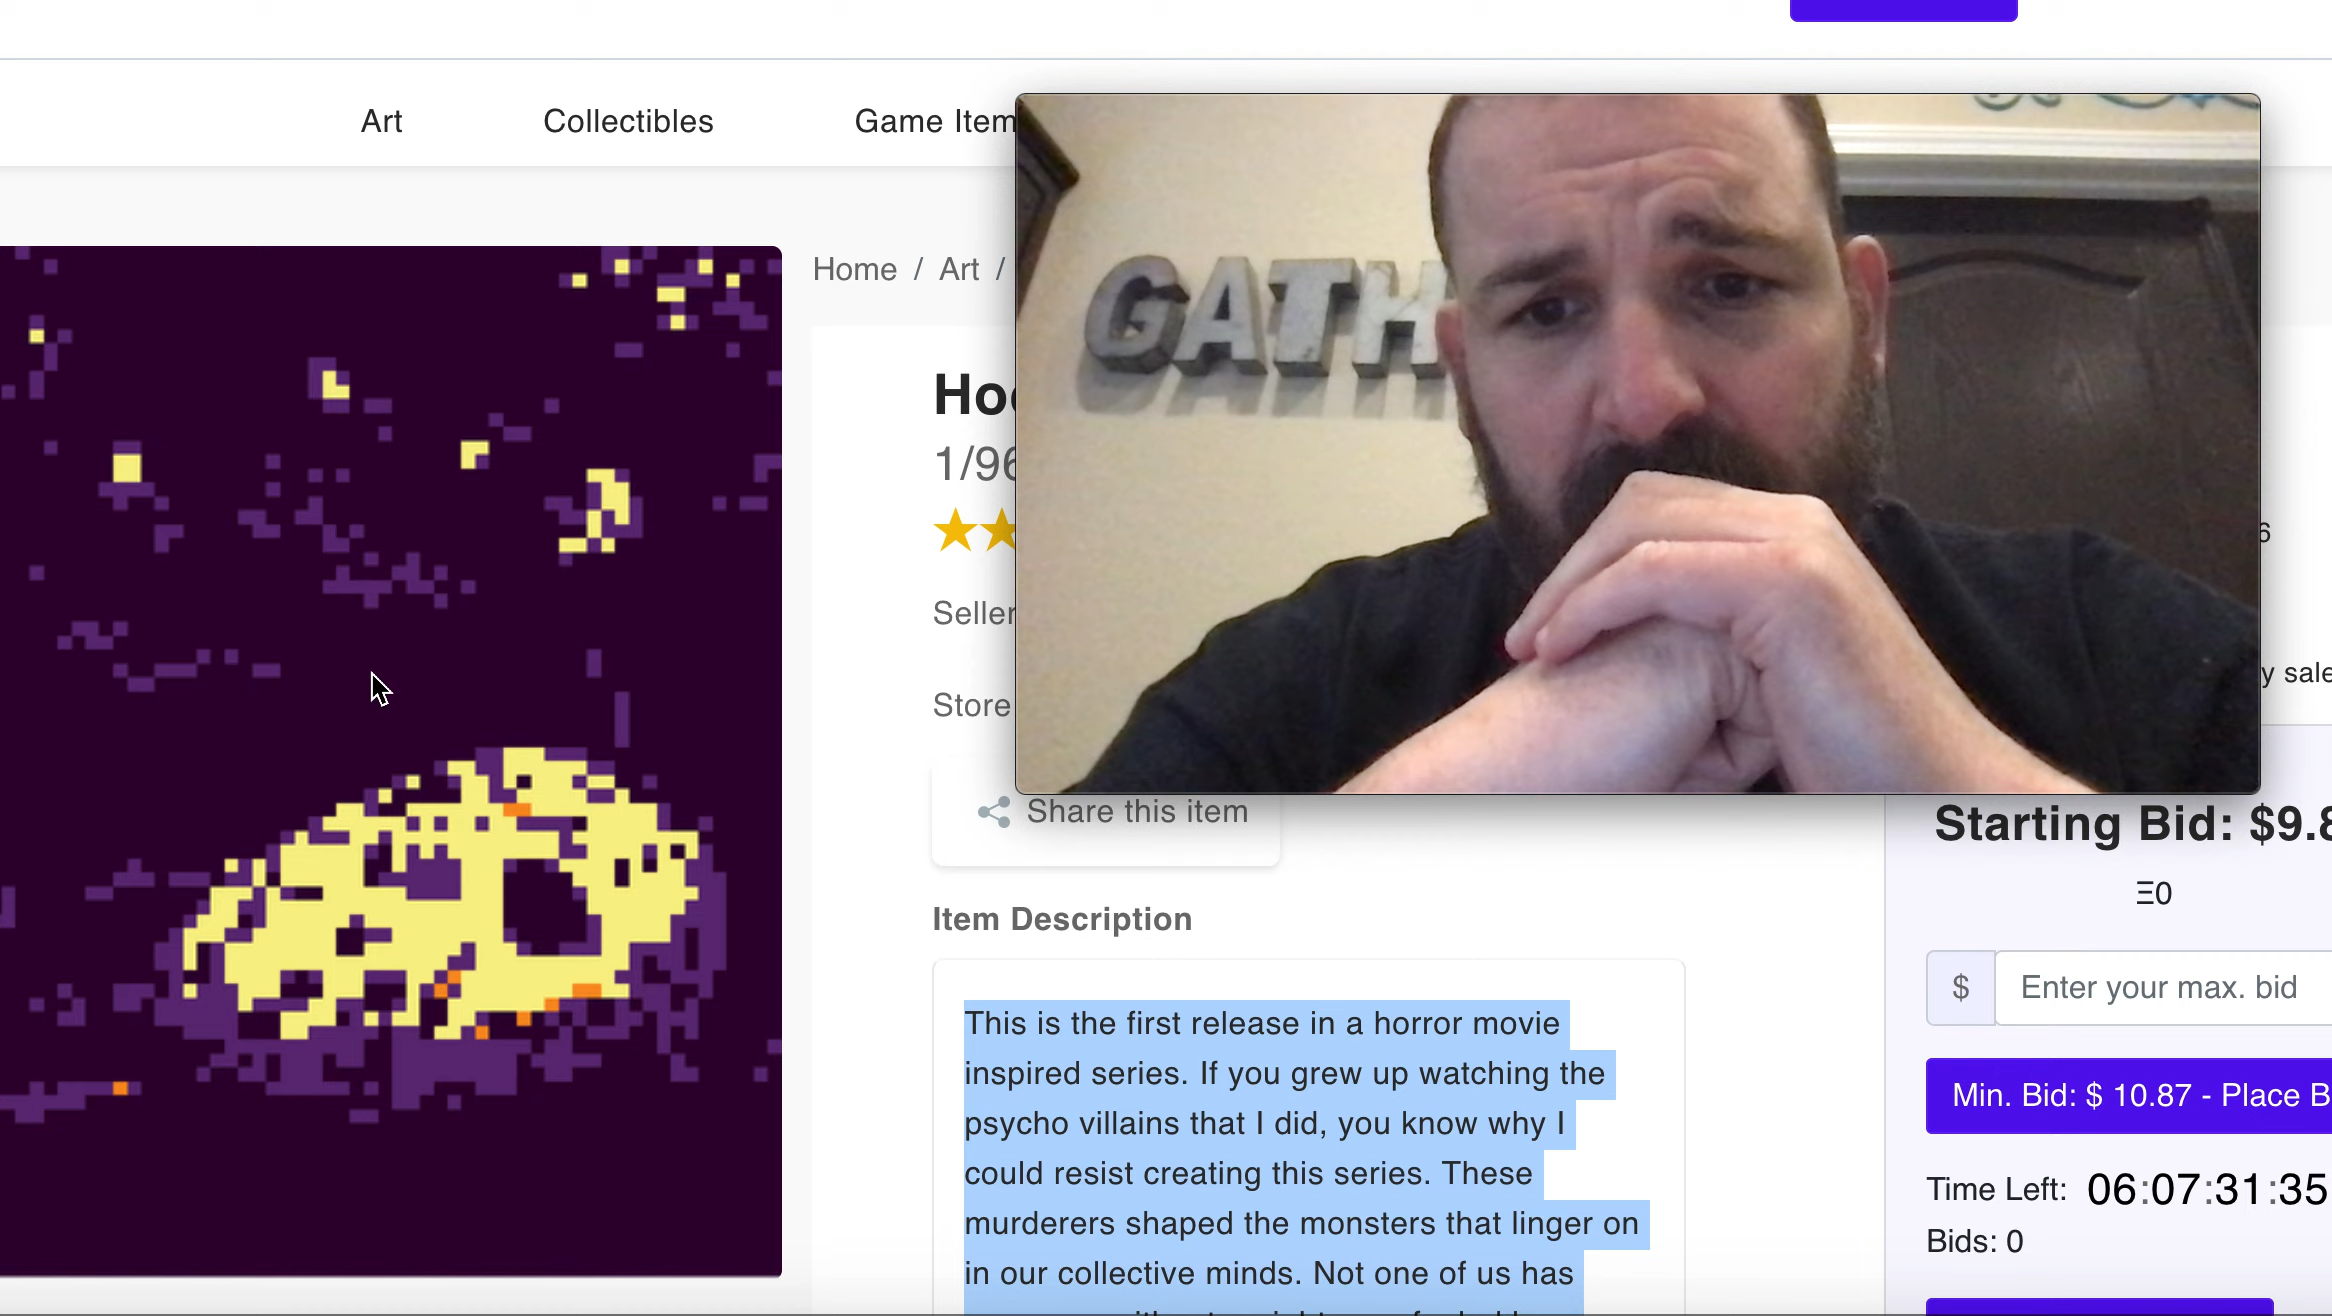 Art
Collectibles
Game Item
Home / Art /
GATH
Ho
1/96
Seller
Store
Share this item
Item Description
This is the first release in a horror movie
inspired series. If you grew up watching the
psycho villains that I did, you know why I
could resist creating this series. These
murderers shaped the monsters that linger on
in our collective minds. Not one of us has
6
y sale
Starting Bid: $9.8
Ξ0
$
Enter your max. bid
Min. Bid: $ 10.87 - Place B
Time Left: 06:07:31:35
Bids: 0